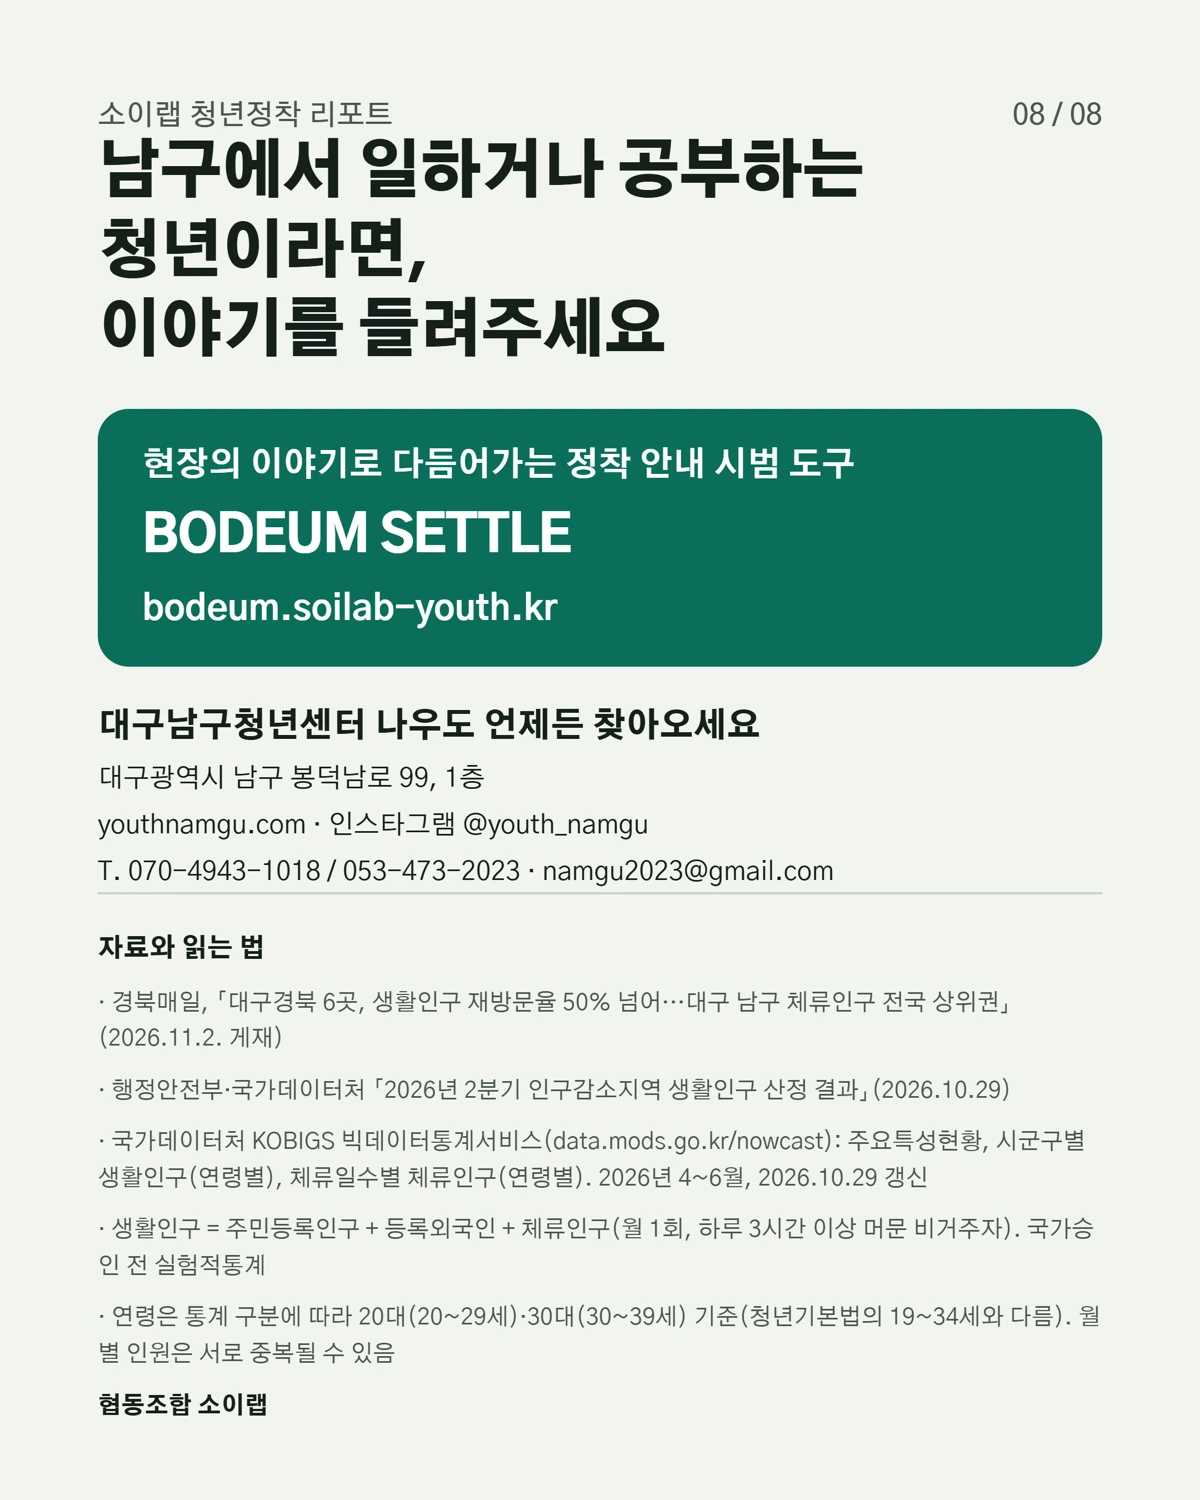 소이랩 청년정착 리포트
08 / 08
남구에서 일하거나 공부하는
청년이라면,
이야기를 들려주세요
현장의 이야기로 다듬어가는 정착 안내 시범 도구
BODEUM SETTLE
bodeum.soilab-youth.kr
대구남구청년센터 나우도 언제든 찾아오세요
대구광역시 남구 봉덕남로 99, 1층
youthnamgu.com · 인스타그램 @youth_namgu
T. 070-4943-1018 / 053-473-2023 · namgu2023@gmail.com
자료와 읽는 법
· 경북매일, 「대구경북 6곳, 생활인구 재방문율 50% 넘어…대구 남구 체류인구 전국 상위권」
(2026.11.2. 게재)
· 행정안전부·국가데이터처 「2026년 2분기 인구감소지역 생활인구 산정 결과」(2026.10.29)
· 국가데이터처 KOBIGS 빅데이터통계서비스(data.mods.go.kr/nowcast): 주요특성현황, 시군구별
생활인구(연령별), 체류일수별 체류인구(연령별). 2026년 4~6월, 2026.10.29 갱신
· 생활인구 = 주민등록인구 + 등록외국인 + 체류인구(월 1회, 하루 3시간 이상 머문 비거주자). 국가승
인 전 실험적통계
· 연령은 통계 구분에 따라 20대(20~29세)·30대(30~39세) 기준(청년기본법의 19~34세와 다름). 월
별 인원은 서로 중복될 수 있음
협동조합 소이랩